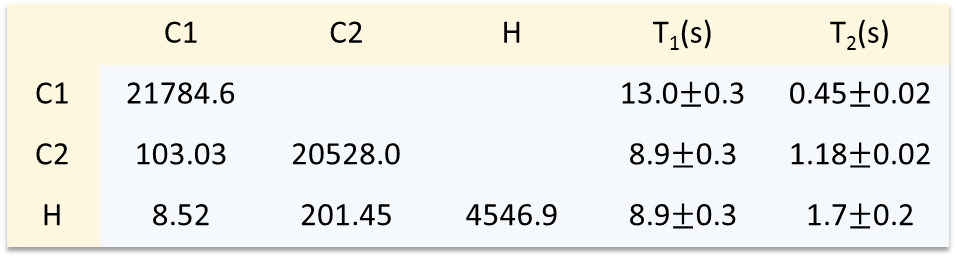 C1 C2 H T₁(s) T₂(s)
C1 21784.6 13.0±0.3 0.45±0.02
C2 103.03 20528.0 8.9±0.3 1.18±0.02
H 8.52 201.45 4546.9 8.9±0.3 1.7±0.2